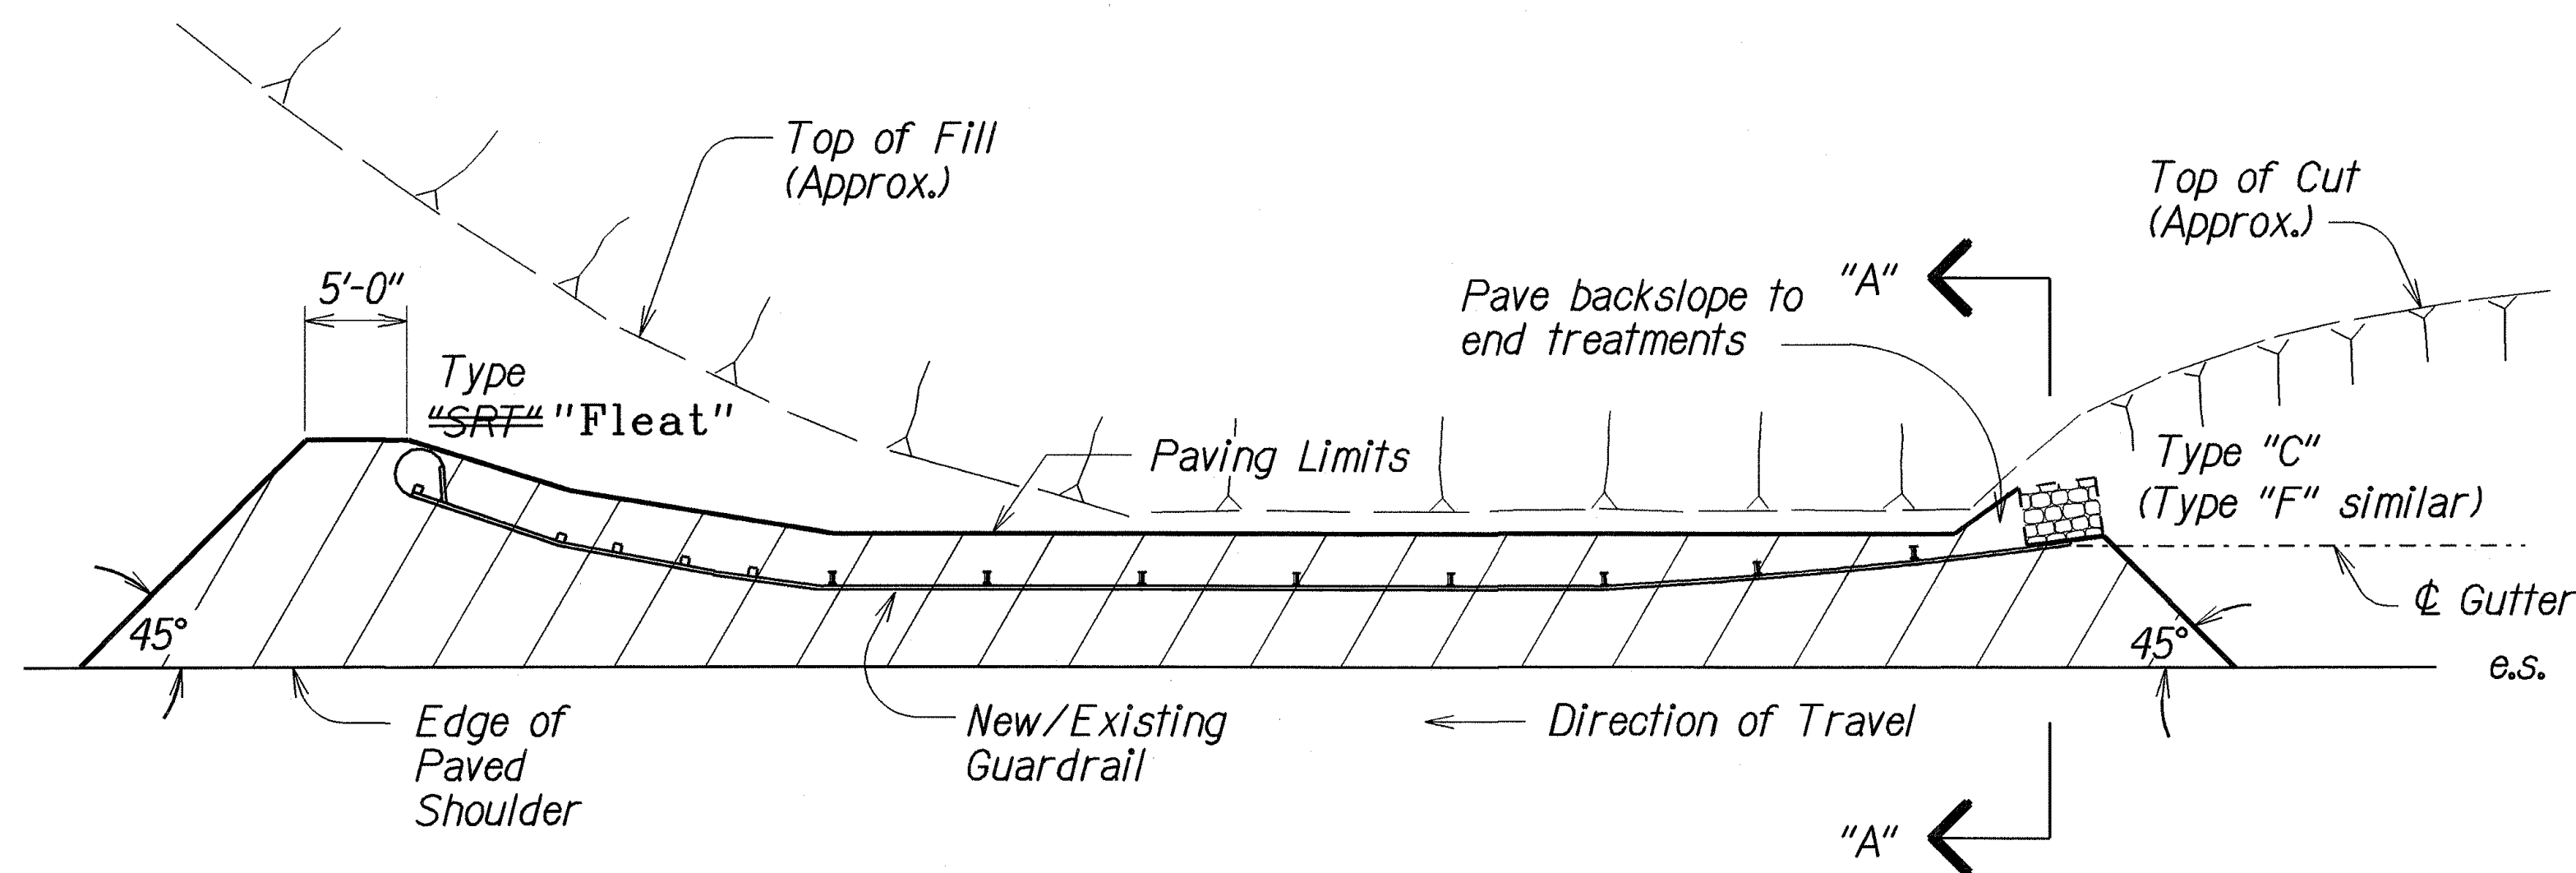 Top of Fill
(Approx.)
Top of Cut
(Approx.)
5'-0"
"A"
Pave backslope to
end treatments
Type
"SRT" "Fleat"
Paving Limits
Type "C"
(Type "F" similar)
℄ Gutter
45°
45°
e.s.
Edge of
Paved
Shoulder
New/Existing
Guardrail
Direction of Travel
"A"